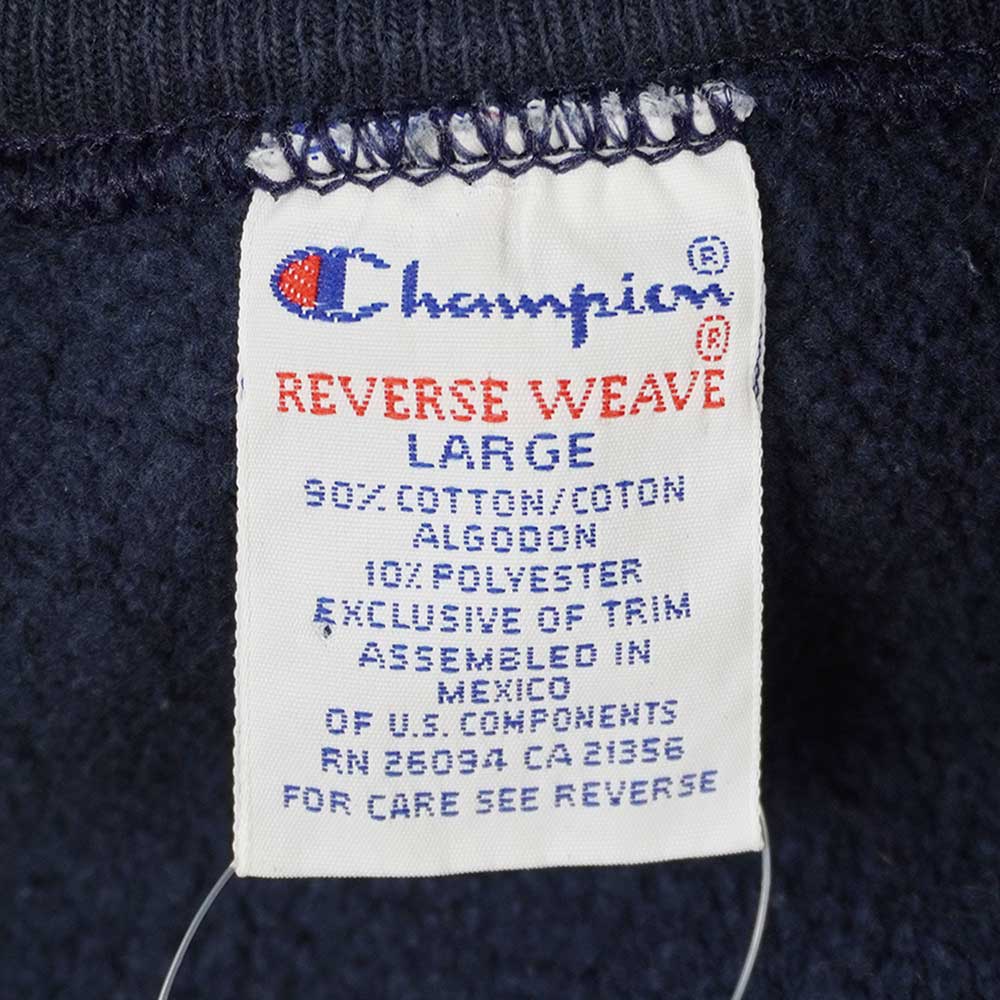 Champion®
®
REVERSE WEAVE
LARGE
90% COTTON/COTON
ALGODON
10% POLYESTER
EXCLUSIVE OF TRIM
ASSEMBLED IN
MEXICO
OF U.S. COMPONENTS
RN 26094 CA 21356
FOR CARE SEE REVERSE